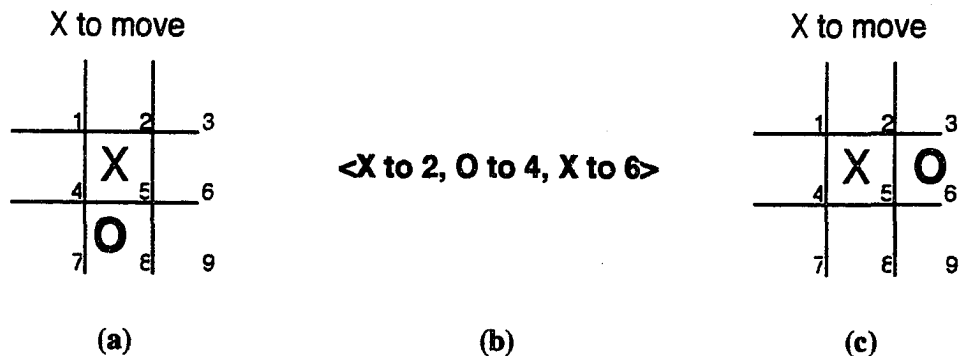 X to move
X to move
1 2 3
X
4 5 6
O
7 8 9
<X to 2, O to 4, X to 6>
1 2 3
X O
4 5 6
7 8 9
(a)
(b)
(c)